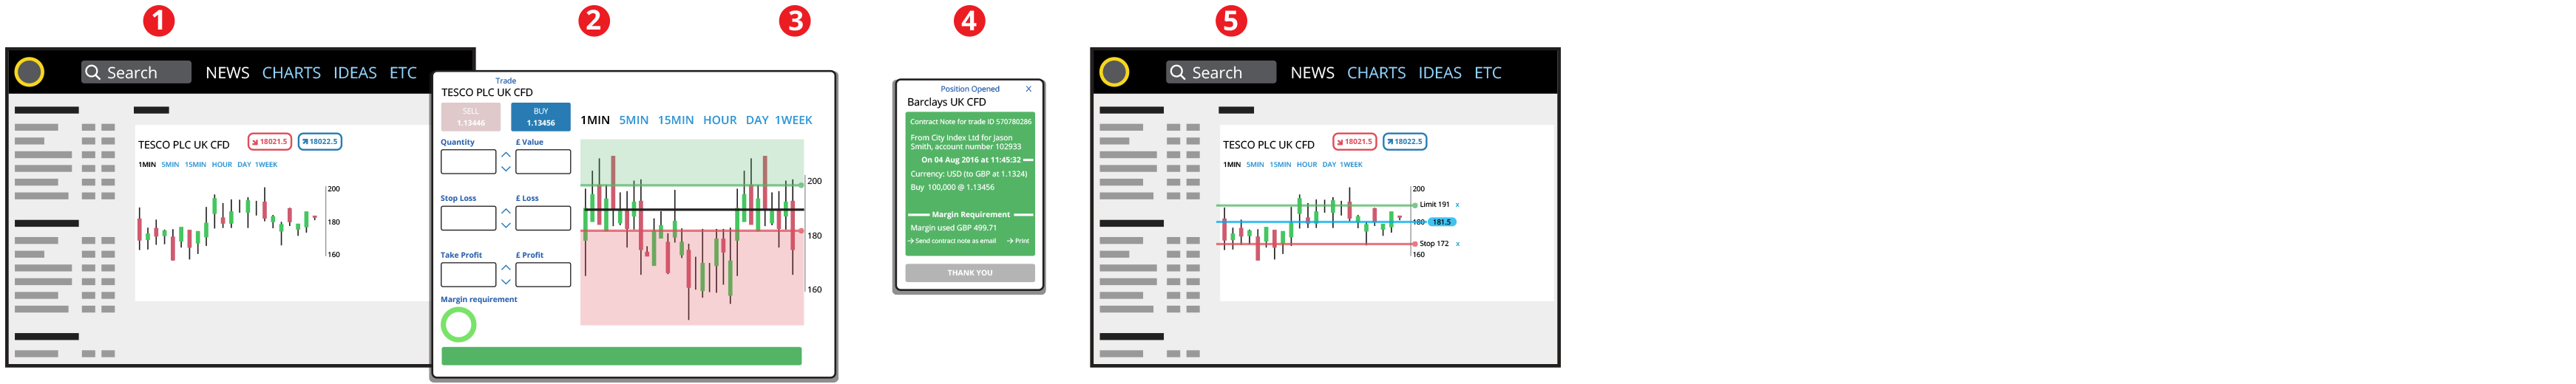 1
2
3
4
5
Search
NEWS CHARTS IDEAS ETC
TESCO PLC UK CFD
18021.5
18022.5
1MIN 5MIN 15MIN HOUR DAY 1WEEK
200
180
160
Trade
TESCO PLC UK CFD
SELL
1.13446
BUY
1.13456
1MIN 5MIN 15MIN HOUR DAY 1WEEK
Quantity
£ Value
Stop Loss
£ Loss
Take Profit
£ Profit
Margin requirement
200
180
160
Position Opened X
Barclays UK CFD
Contract Note for trade ID 570780286
From City Index Ltd for Jason
Smith, account number 102933
On 04 Aug 2016 at 11:45:32
Currency: USD (to GBP at 1.1324)
Buy 100,000 @ 1.13456
Margin Requirement
Margin used GBP 499.71
Send contract note as email
Print
THANK YOU
Search
NEWS CHARTS IDEAS ETC
TESCO PLC UK CFD
18021.5
18022.5
1MIN 5MIN 15MIN HOUR DAY 1WEEK
200
Limit 191 x
180 181.5
Stop 172 x
160